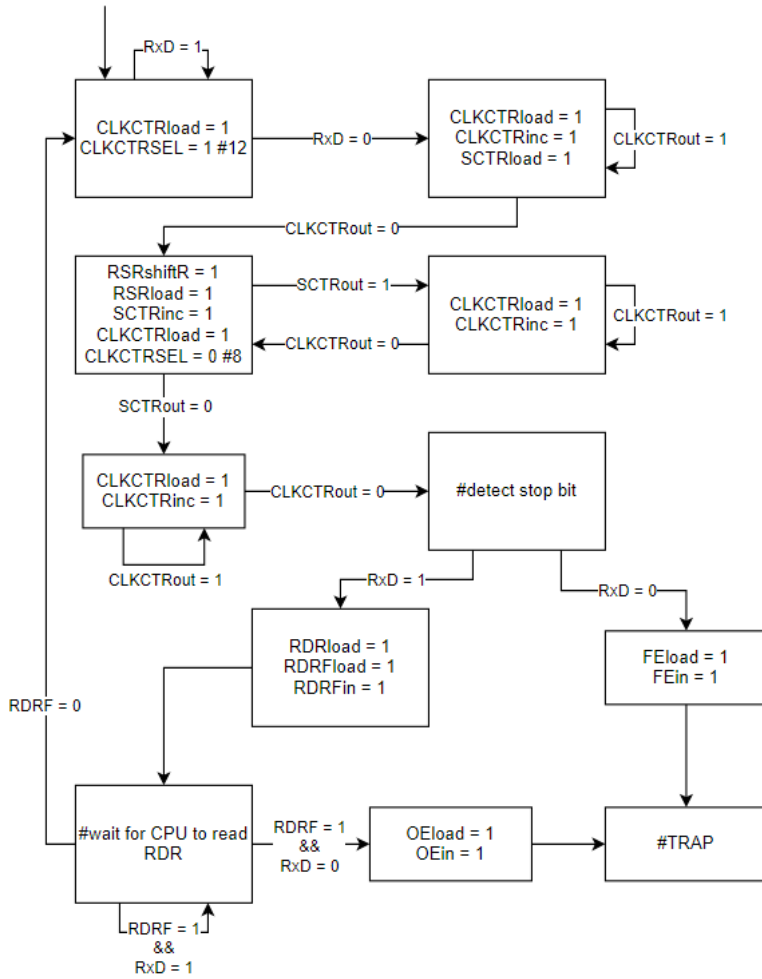 RxD = 1
CLKCTRload = 1
CLKCTRSEL = 1 #12
RxD = 0
CLKCTRload = 1
CLKCTRinc = 1
SCTRload = 1
CLKCTRout = 1
CLKCTRout = 0
RSRshiftR = 1
RSRload = 1
SCTRinc = 1
CLKCTRload = 1
CLKCTRSEL = 0 #8
SCTRout = 1
CLKCTRout = 0
CLKCTRload = 1
CLKCTRinc = 1
CLKCTRout = 1
SCTRout = 0
CLKCTRload = 1
CLKCTRinc = 1
CLKCTRout = 0
#detect stop bit
CLKCTRout = 1
RxD = 1
RxD = 0
RDRload = 1
RDRFload = 1
RDRFin = 1
FEload = 1
FEin = 1
RDRF = 0
#wait for CPU to read
RDR
RDRF = 1
&&
RxD = 0
OEload = 1
OEin = 1
#TRAP
RDRF = 1
&&
RxD = 1